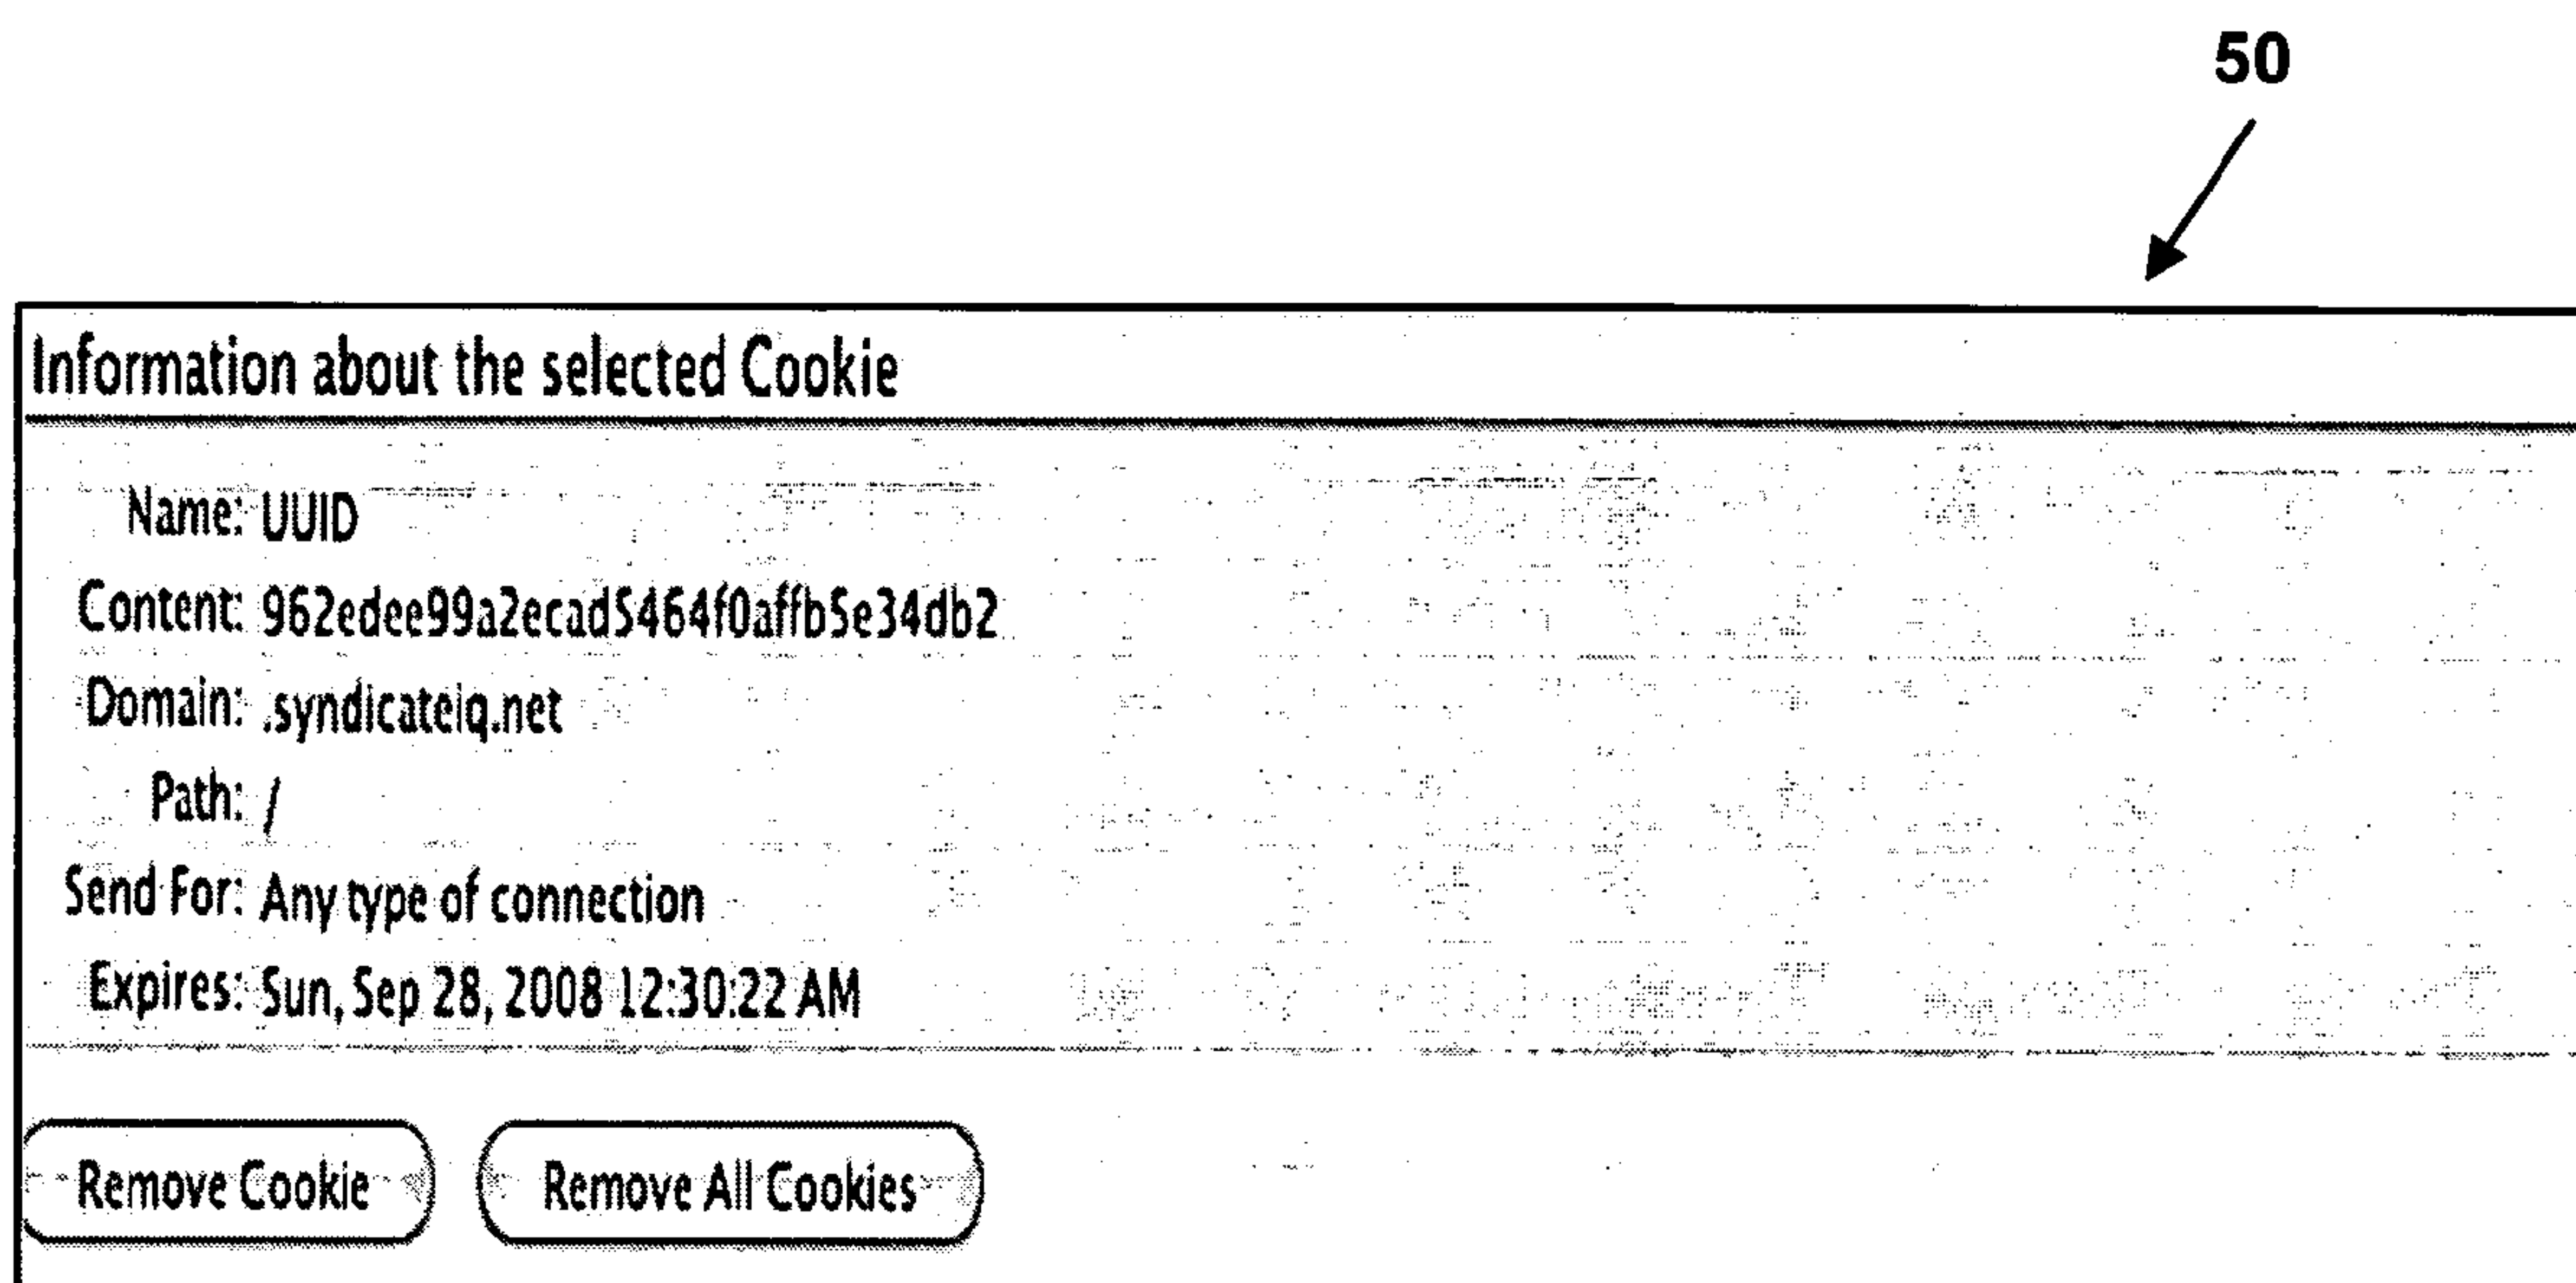 50
Information about the selected Cookie
Name: UUID
Content: 962edee99a2ecad5464f0affb5e34db2
Domain: .syndicateiq.net
Path: /
Send For: Any type of connection
Expires: Sun, Sep 28, 2008 12:30:22 AM
Remove Cookie Remove All Cookies